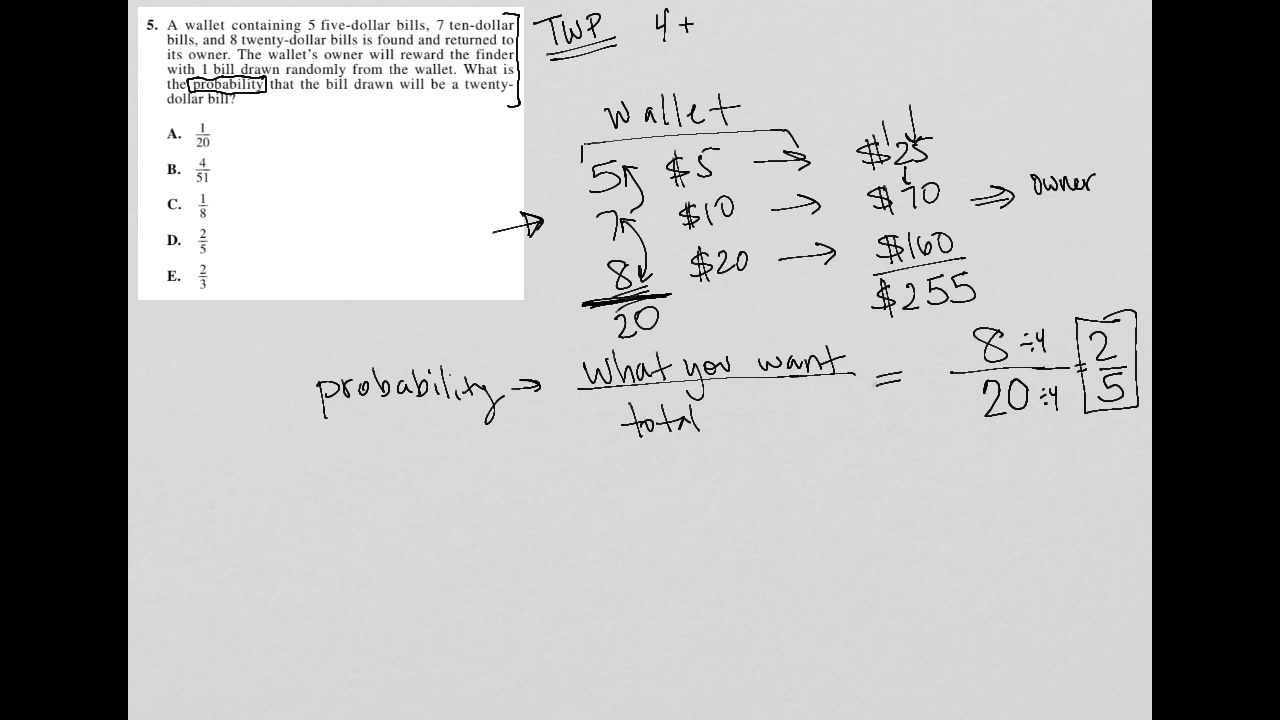 5. A wallet containing 5 five-dollar bills, 7 ten-dollar
bills, and 8 twenty-dollar bills is found and returned to
its owner. The wallet's owner will reward the finder
with 1 bill drawn randomly from the wallet. What is
the probability that the bill drawn will be a twenty-
dollar bill?
A. 1/20
B. 4/51
C. 1/8
D. 2/5
E. 2/3
TWP 4+
Wallet
5 $5 → $25
7 $10 → $70 ⇒ owner
8 $20 → $160
20 $255
probability → What you want / total = 8 ÷4 / 20 ÷4 = 2/5